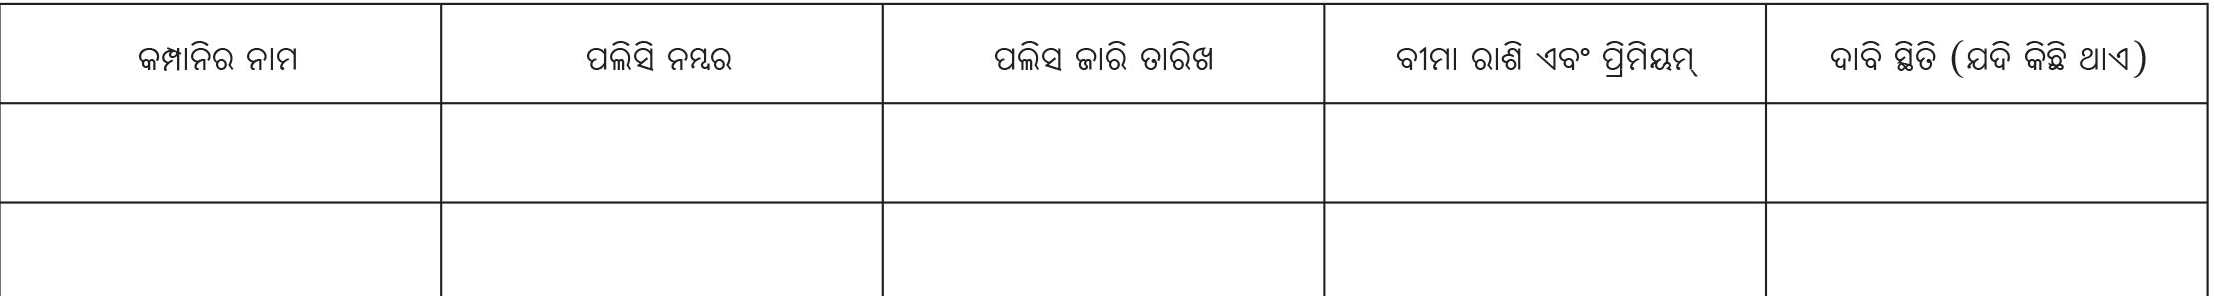 କମ୍ପାନିର ନାମ ପଲିସି ନମ୍ବର ପଲିସ ଜାରି ତାରିଖ ବୀମା ରାଶି ଏବଂ ପ୍ରିମିୟମ୍ ଦାବି ସ୍ଥିତି (ଯଦି କିଛି ଥାଏ)